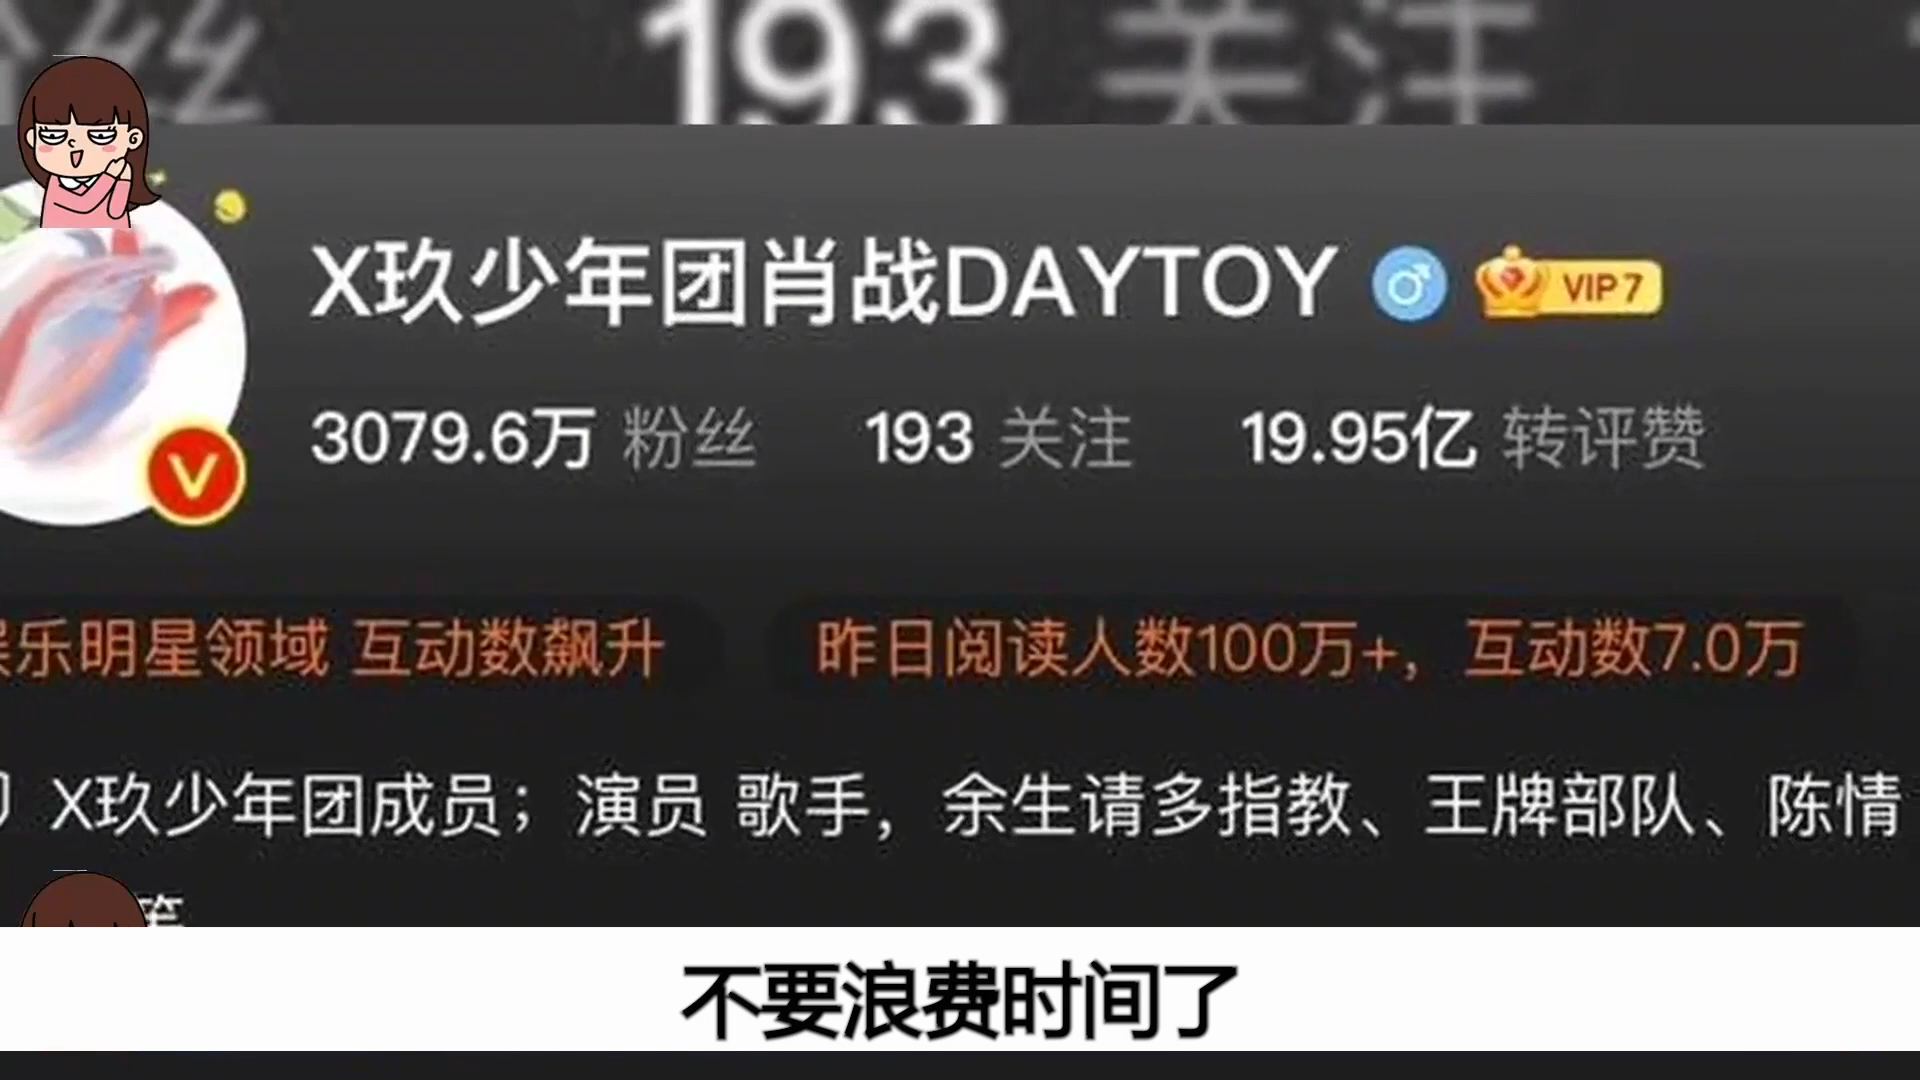 193 关注
X玖少年团肖战DAYTOY VIP 7
3079.6万 粉丝 193 关注 19.95亿 转评赞
乐明星领域 互动数飙升 昨日阅读人数100万+，互动数7.0万
X玖少年团成员；演员 歌手，余生请多指教、王牌部队、陈情
不要浪费时间了